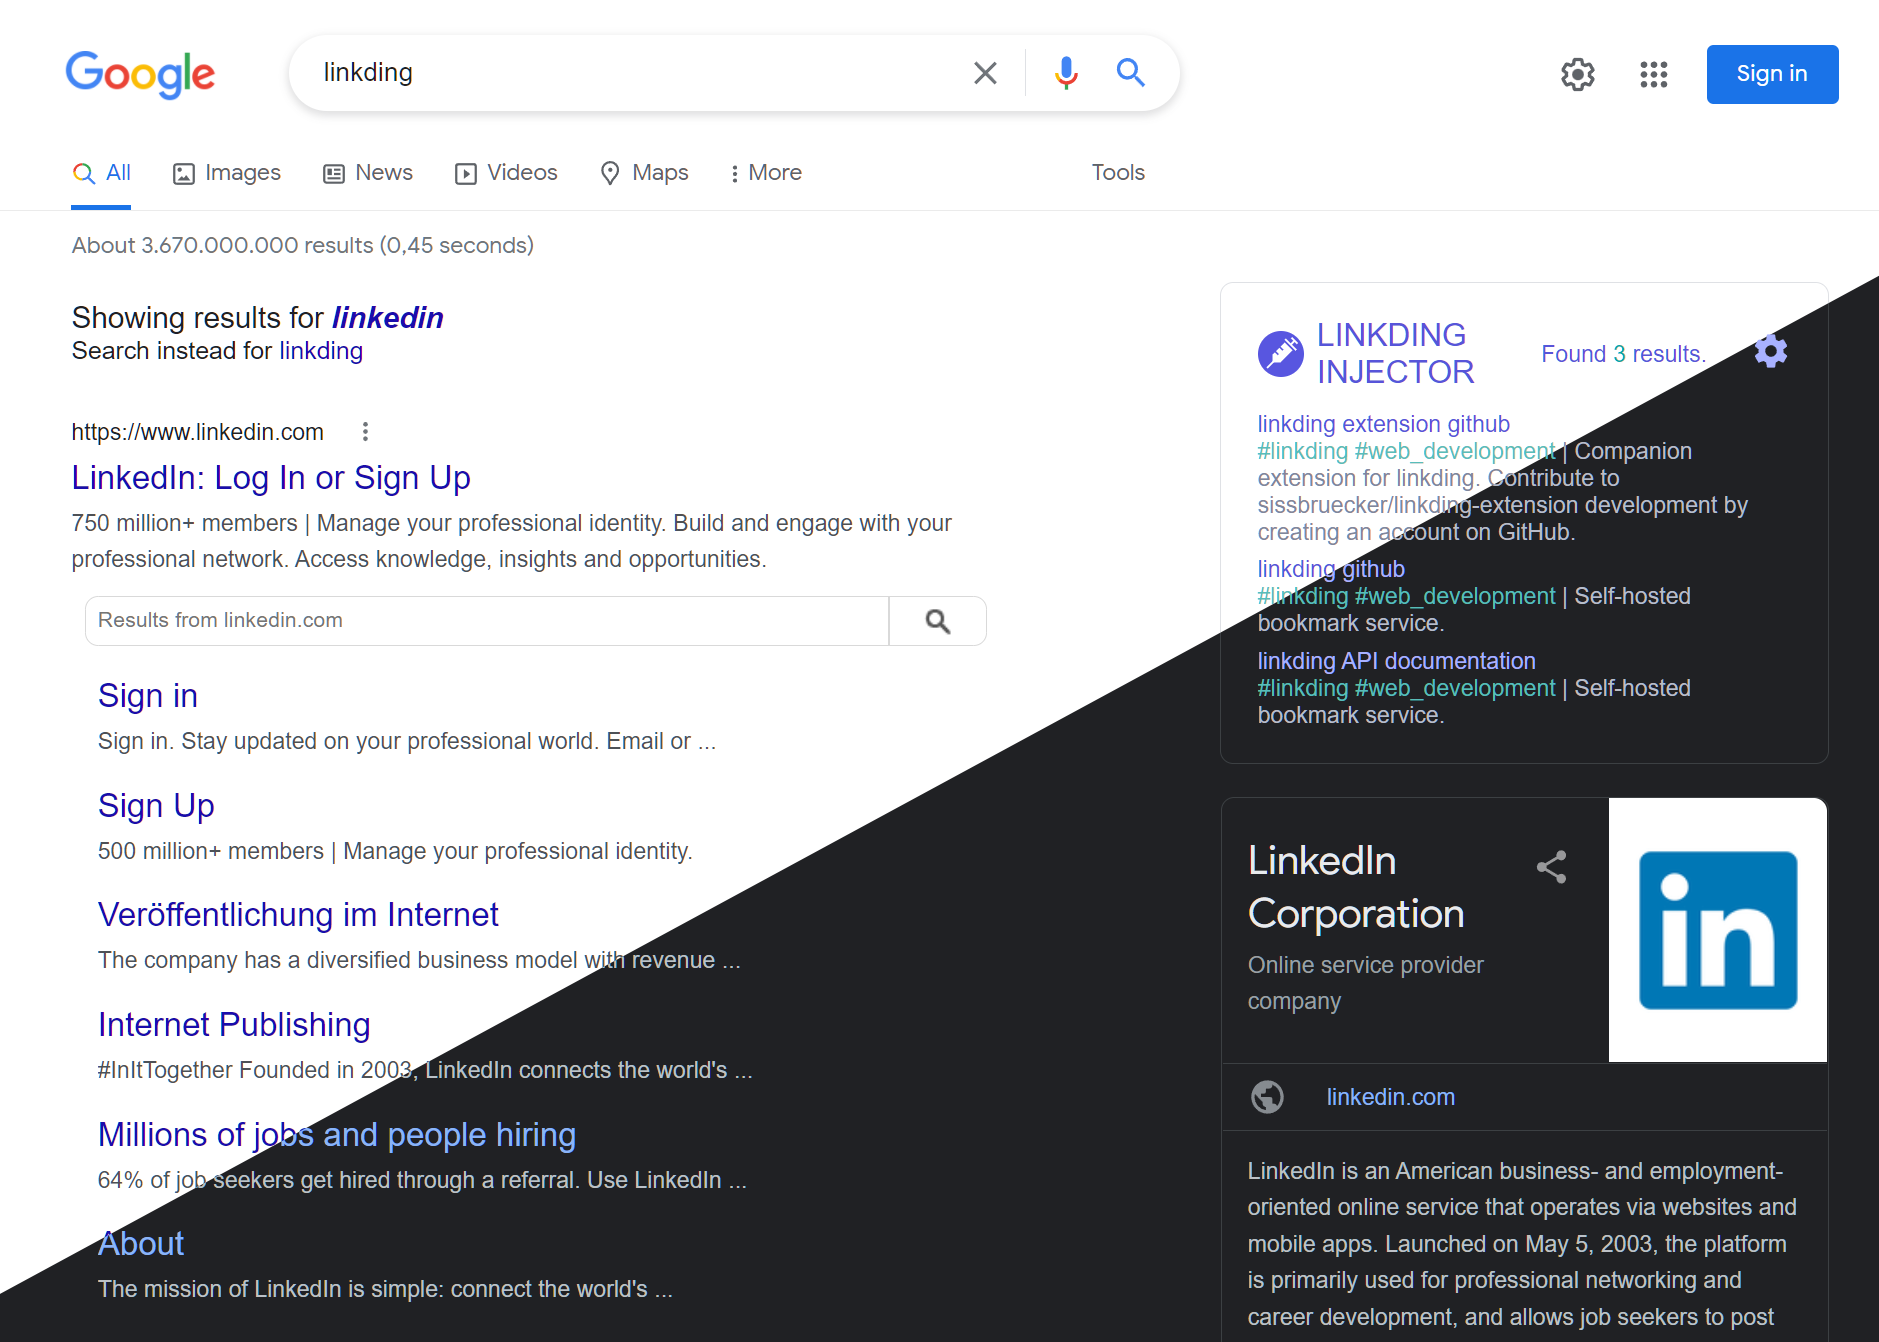 Google
linkding
Sign in
All
Images
News
Videos
Maps
More
Tools
About 3.670.000.000 results (0,45 seconds)
Showing results for linkedin
Search instead for linkding
https://www.linkedin.com
LinkedIn: Log In or Sign Up
750 million+ members | Manage your professional identity. Build and engage with your
professional network. Access knowledge, insights and opportunities.
Results from linkedin.com
Sign in
Sign in. Stay updated on your professional world. Email or ...
Sign Up
500 million+ members | Manage your professional identity.
Veröffentlichung im Internet
The company has a diversified business model with revenue ...
Internet Publishing
#InItTogether Founded in 2003, LinkedIn connects the world's ...
Millions of jobs and people hiring
64% of job seekers get hired through a referral. Use LinkedIn ...
About
The mission of LinkedIn is simple: connect the world's ...
LINKDING
INJECTOR
Found 3 results.
linkding extension github
#linkding #web_development | Companion
extension for linkding. Contribute to
sissbruecker/linkding-extension development by
creating an account on GitHub.
linkding github
#linkding #web_development | Self-hosted
bookmark service.
linkding API documentation
#linkding #web_development | Self-hosted
bookmark service.
LinkedIn
Corporation
Online service provider
company
in
linkedin.com
LinkedIn is an American business- and employment-
oriented online service that operates via websites and
mobile apps. Launched on May 5, 2003, the platform
is primarily used for professional networking and
career development, and allows job seekers to post